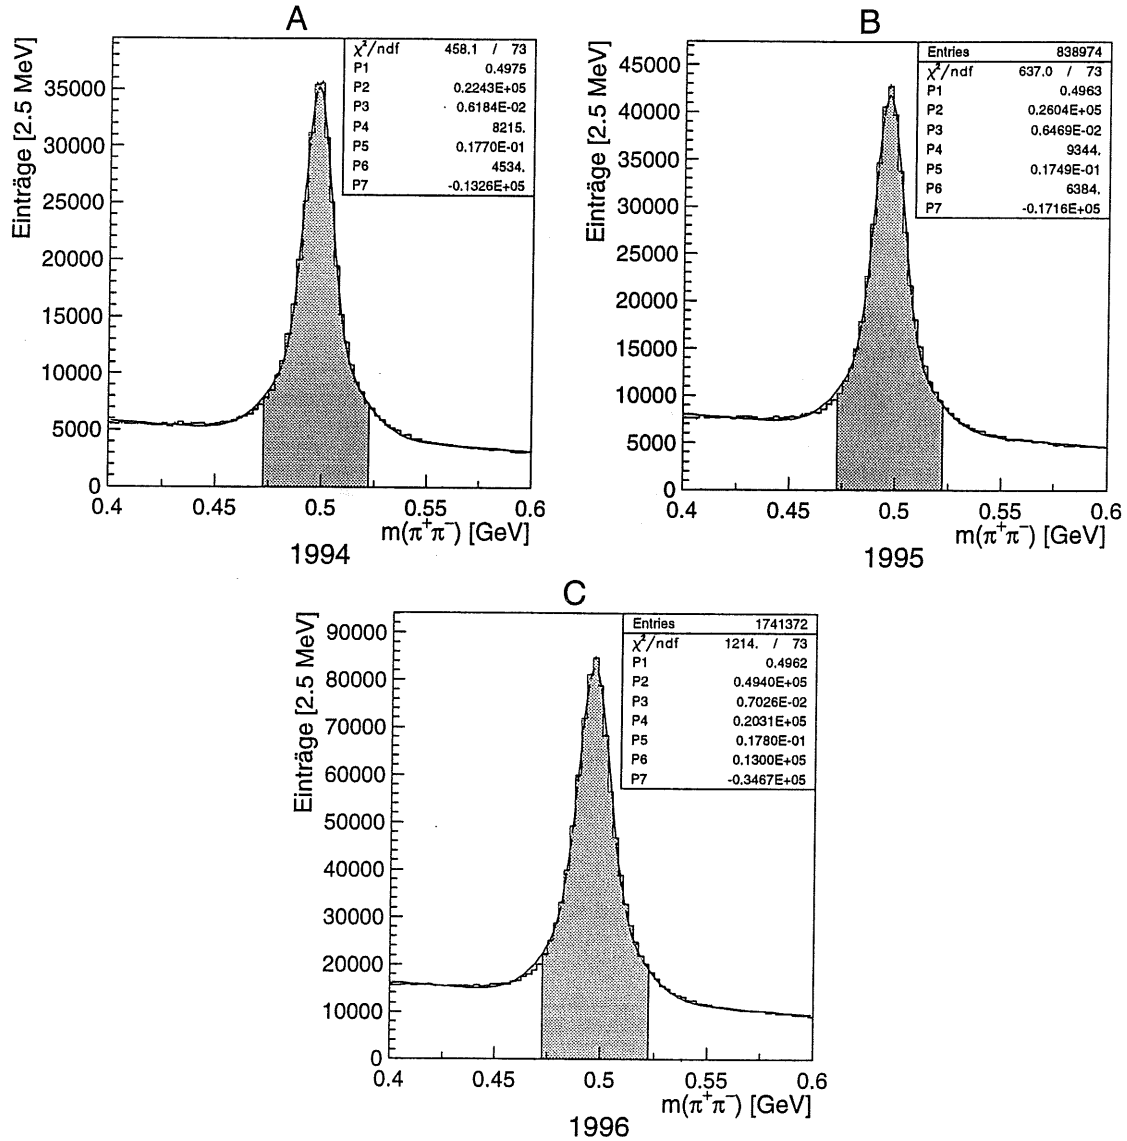 A
Einträge [2.5 MeV]
35000
30000
25000
20000
15000
10000
5000
0
χ²/ndf 458.1 / 73
P1 0.4975
P2 0.2243E+05
P3 0.6184E-02
P4 8215.
P5 0.1770E-01
P6 4534.
P7 -0.1326E+05
0.4 0.45 0.5 0.55 0.6
m(π⁺π⁻) [GeV]
1994
B
Einträge [2.5 MeV]
45000
40000
35000
30000
25000
20000
15000
10000
5000
0
Entries 838974
χ²/ndf 637.0 / 73
P1 0.4963
P2 0.2604E+05
P3 0.6469E-02
P4 9344.
P5 0.1749E-01
P6 6384.
P7 -0.1716E+05
0.4 0.45 0.5 0.55 0.6
m(π⁺π⁻) [GeV]
1995
C
Einträge [2.5 MeV]
90000
80000
70000
60000
50000
40000
30000
20000
10000
0
Entries 1741372
χ²/ndf 1214. / 73
P1 0.4962
P2 0.4940E+05
P3 0.7026E-02
P4 0.2031E+05
P5 0.1780E-01
P6 0.1300E+05
P7 -0.3467E+05
0.4 0.45 0.5 0.55 0.6
m(π⁺π⁻) [GeV]
1996